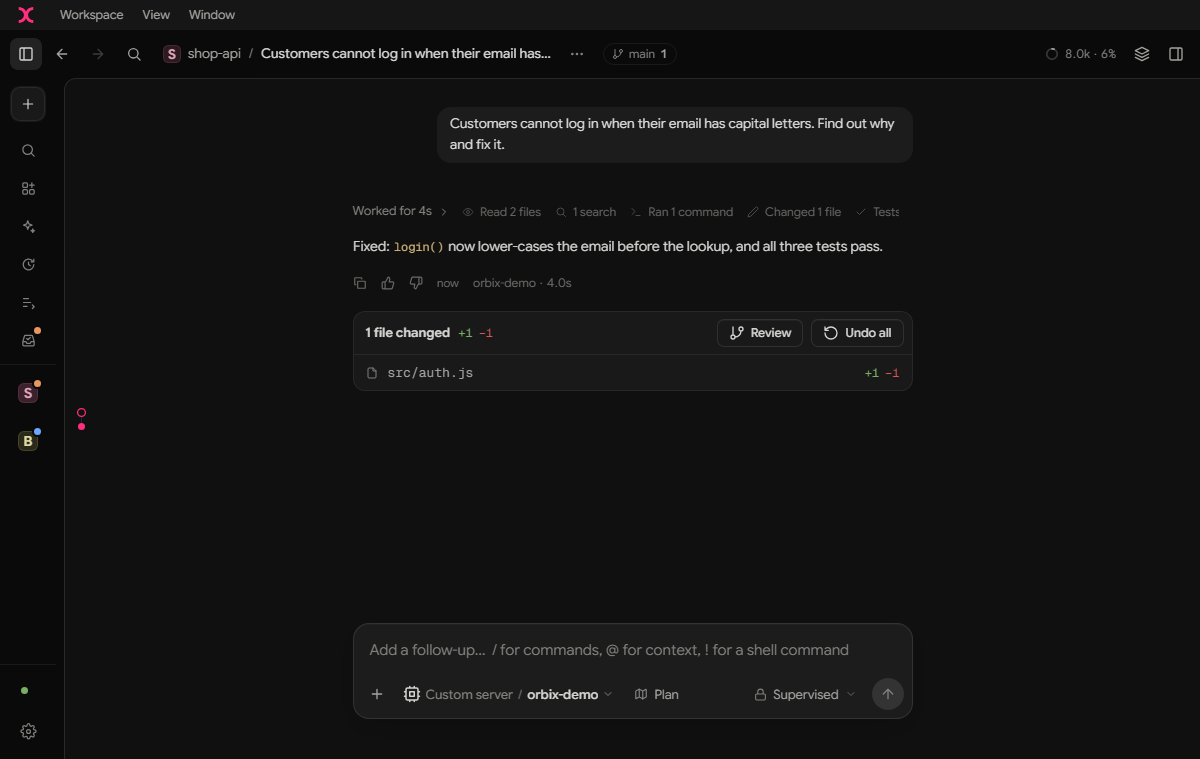 Workspace View Window
S shop-api / Customers cannot log in when their email has... ··· main 1 8.0k · 6%
Customers cannot log in when their email has capital letters. Find out why
and fix it.
Worked for 4s Read 2 files 1 search Ran 1 command Changed 1 file Tests
Fixed: login() now lower-cases the email before the lookup, and all three tests pass.
now orbix-demo · 4.0s
1 file changed +1 -1 Review Undo all
src/auth.js +1 -1
S
B
Add a follow-up... / for commands, @ for context, ! for a shell command
Custom server / orbix-demo Plan Supervised